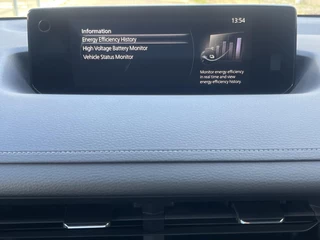 13:54
Information
Energy Efficiency History
High Voltage Battery Monitor
Vehicle Status Monitor
Monitor energy efficiency
in real time and view
energy efficiency history.